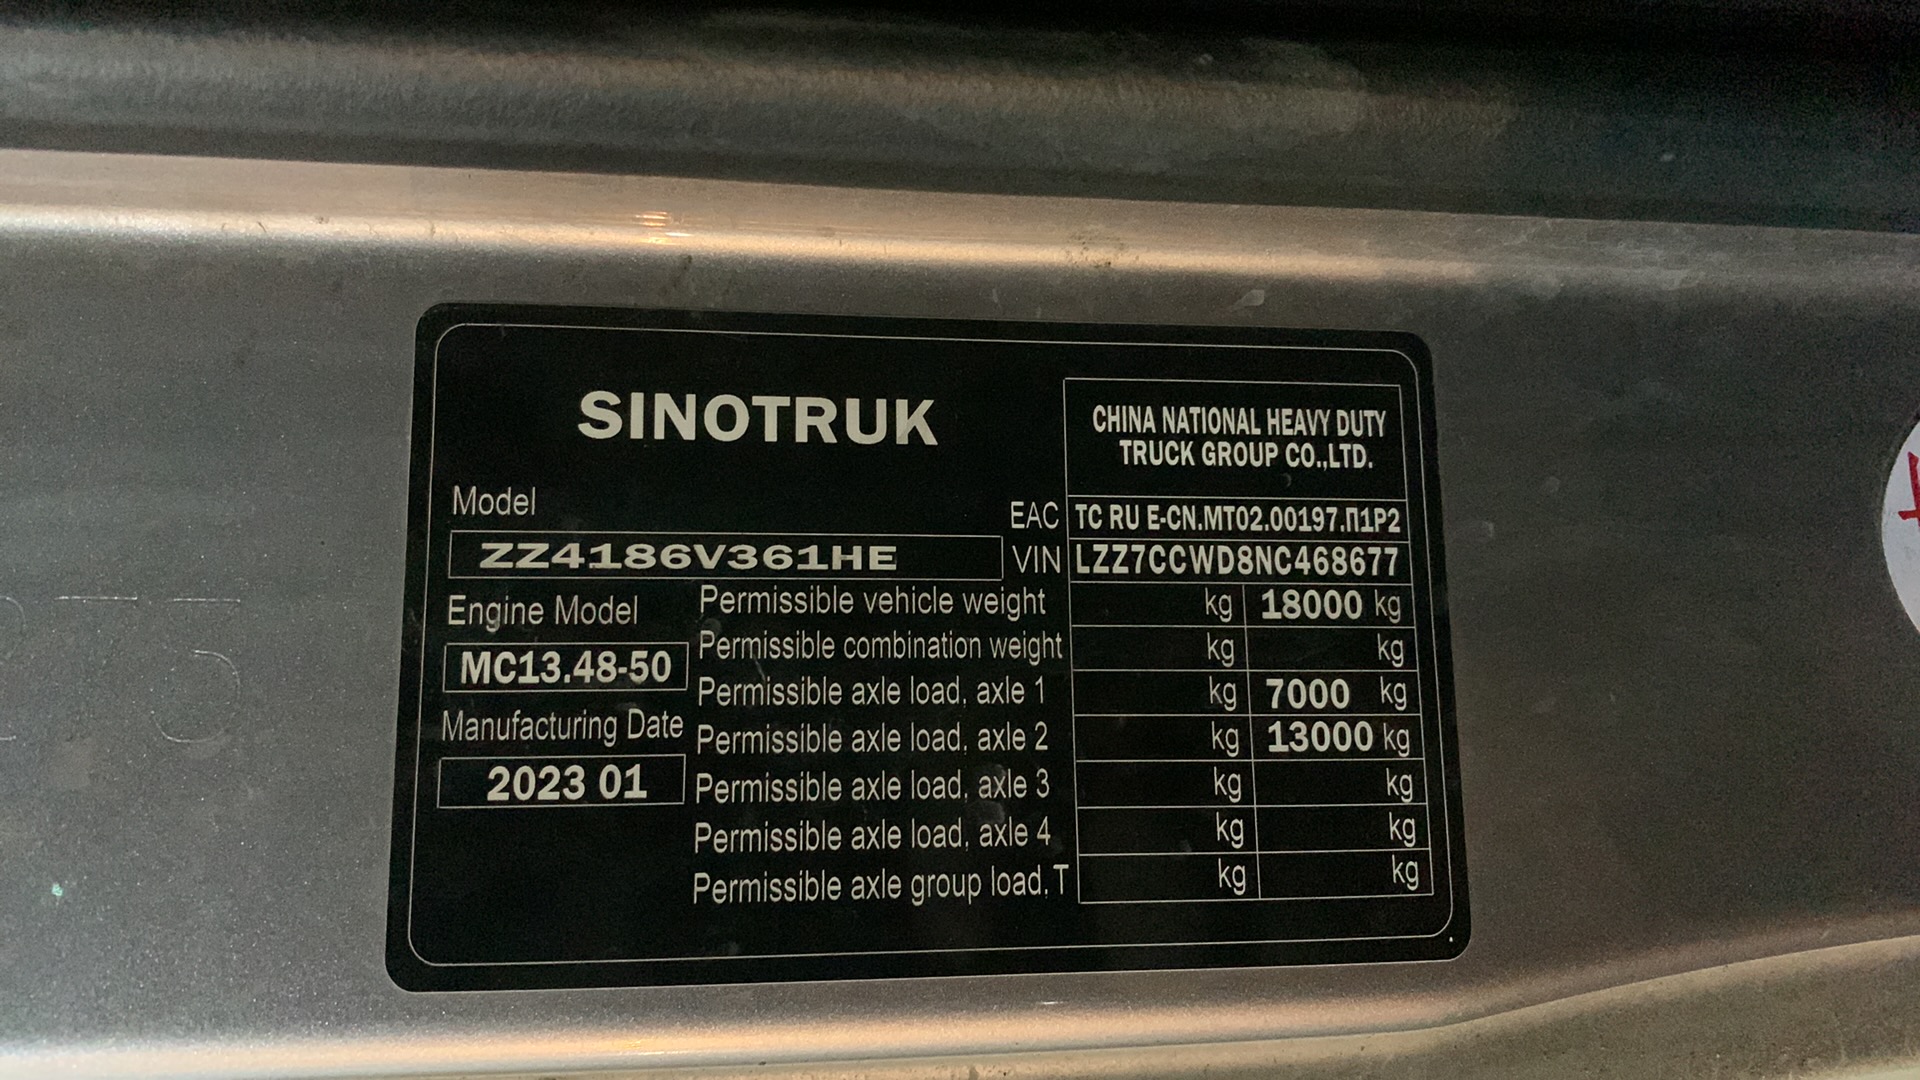 SINOTRUK
CHINA NATIONAL HEAVY DUTY
TRUCK GROUP CO.,LTD.
Model
EAC TC RU E-CN.MT02.00197.П1P2
ZZ4186V361HE
VIN LZZ7CCWD8NC468677
Engine Model
MC13.48-50
Manufacturing Date
2023 01
Permissible vehicle weight kg 18000 kg
Permissible combination weight kg kg
Permissible axle load, axle 1 kg 7000 kg
Permissible axle load, axle 2 kg 13000 kg
Permissible axle load, axle 3 kg kg
Permissible axle load, axle 4 kg kg
Permissible axle group load, T kg kg